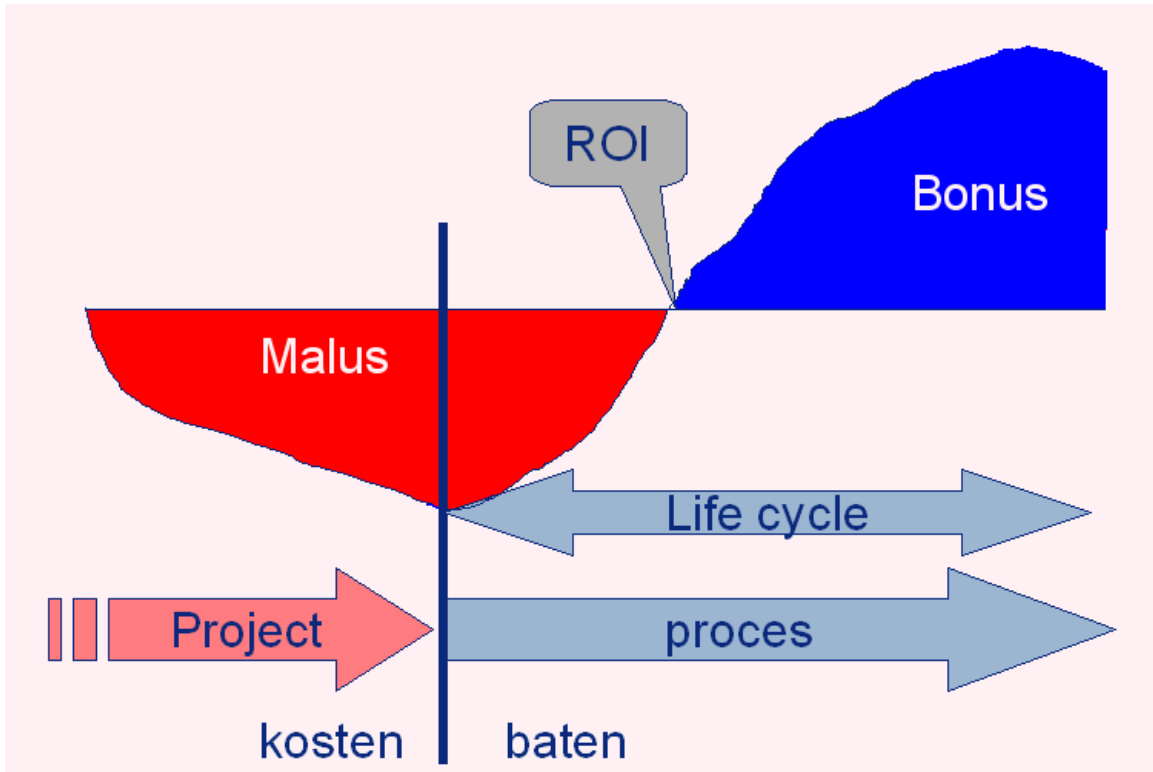 ROI
Bonus
Malus
Life cycle
Project
proces
kosten
baten